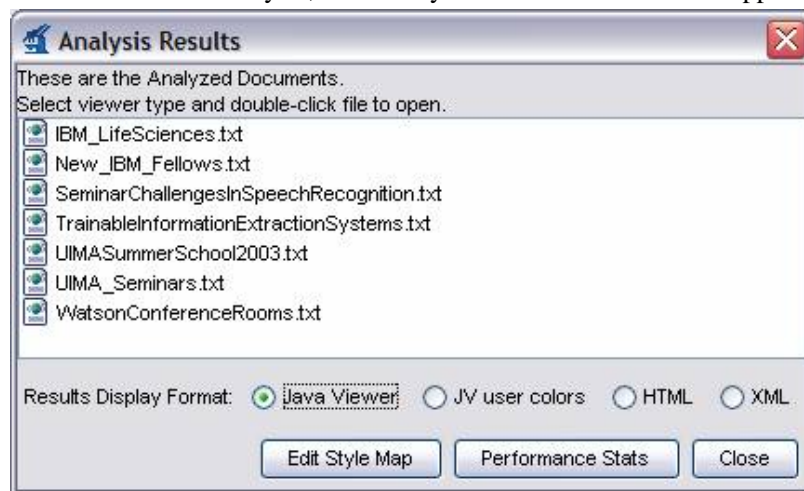 Analysis Results
These are the Analyzed Documents.
Select viewer type and double-click file to open.
IBM_LifeSciences.txt
New_IBM_Fellows.txt
SeminarChallengesInSpeechRecognition.txt
TrainableInformationExtractionSystems.txt
UIMASummerSchool2003.txt
UIMA_Seminars.txt
WatsonConferenceRooms.txt
Results Display Format: Java Viewer JV user colors HTML XML
Edit Style Map Performance Stats Close